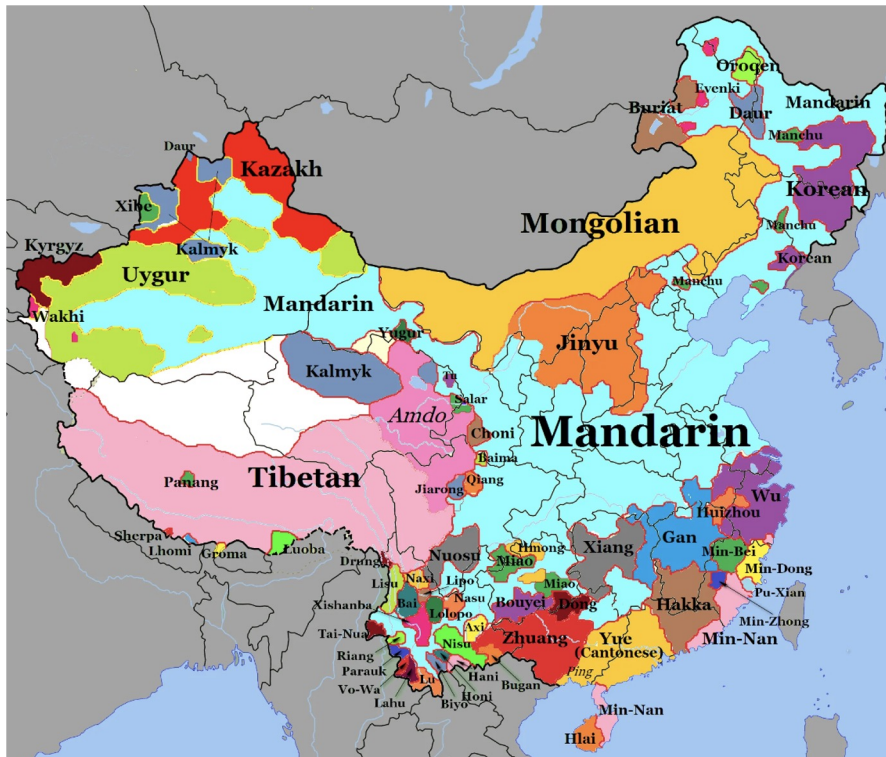 Oroqen
Evenki
Buriat
Daur
Mandarin
Manchu
Daur
Kazakh
Korean
Xibe
Mongolian
Manchu
Kyrgyz
Kalmyk
Uygur
Korean
Manchu
Mandarin
Wakhi
Yugur
Jinyu
Kalmyk
Tu
Salar
Amdo
Choni
Mandarin
Baima
Tibetan
Panang
Qiang
Jiarong
Wu
Huizhou
Sherpa
Lhomi
Groma
Luoba
Gan
Xiang
Min-Bei
Hmong
Nuosu
Miao
Min-Dong
Drung
Naxi
Lipo
Lisu
Miao
Pu-Xian
Nasu
Xishanba
Bai
Lolopo
Bouyei
Dong
Hakka
Min-Zhong
Axi
Tai-Nua
Nisu
Zhuang
Yue
(Cantonese)
Min-Nan
Riang
Parauk
Ping
Vo-Wa
Lu
Hani
Bugan
Lahu
Honi
Biyo
Min-Nan
Hlai